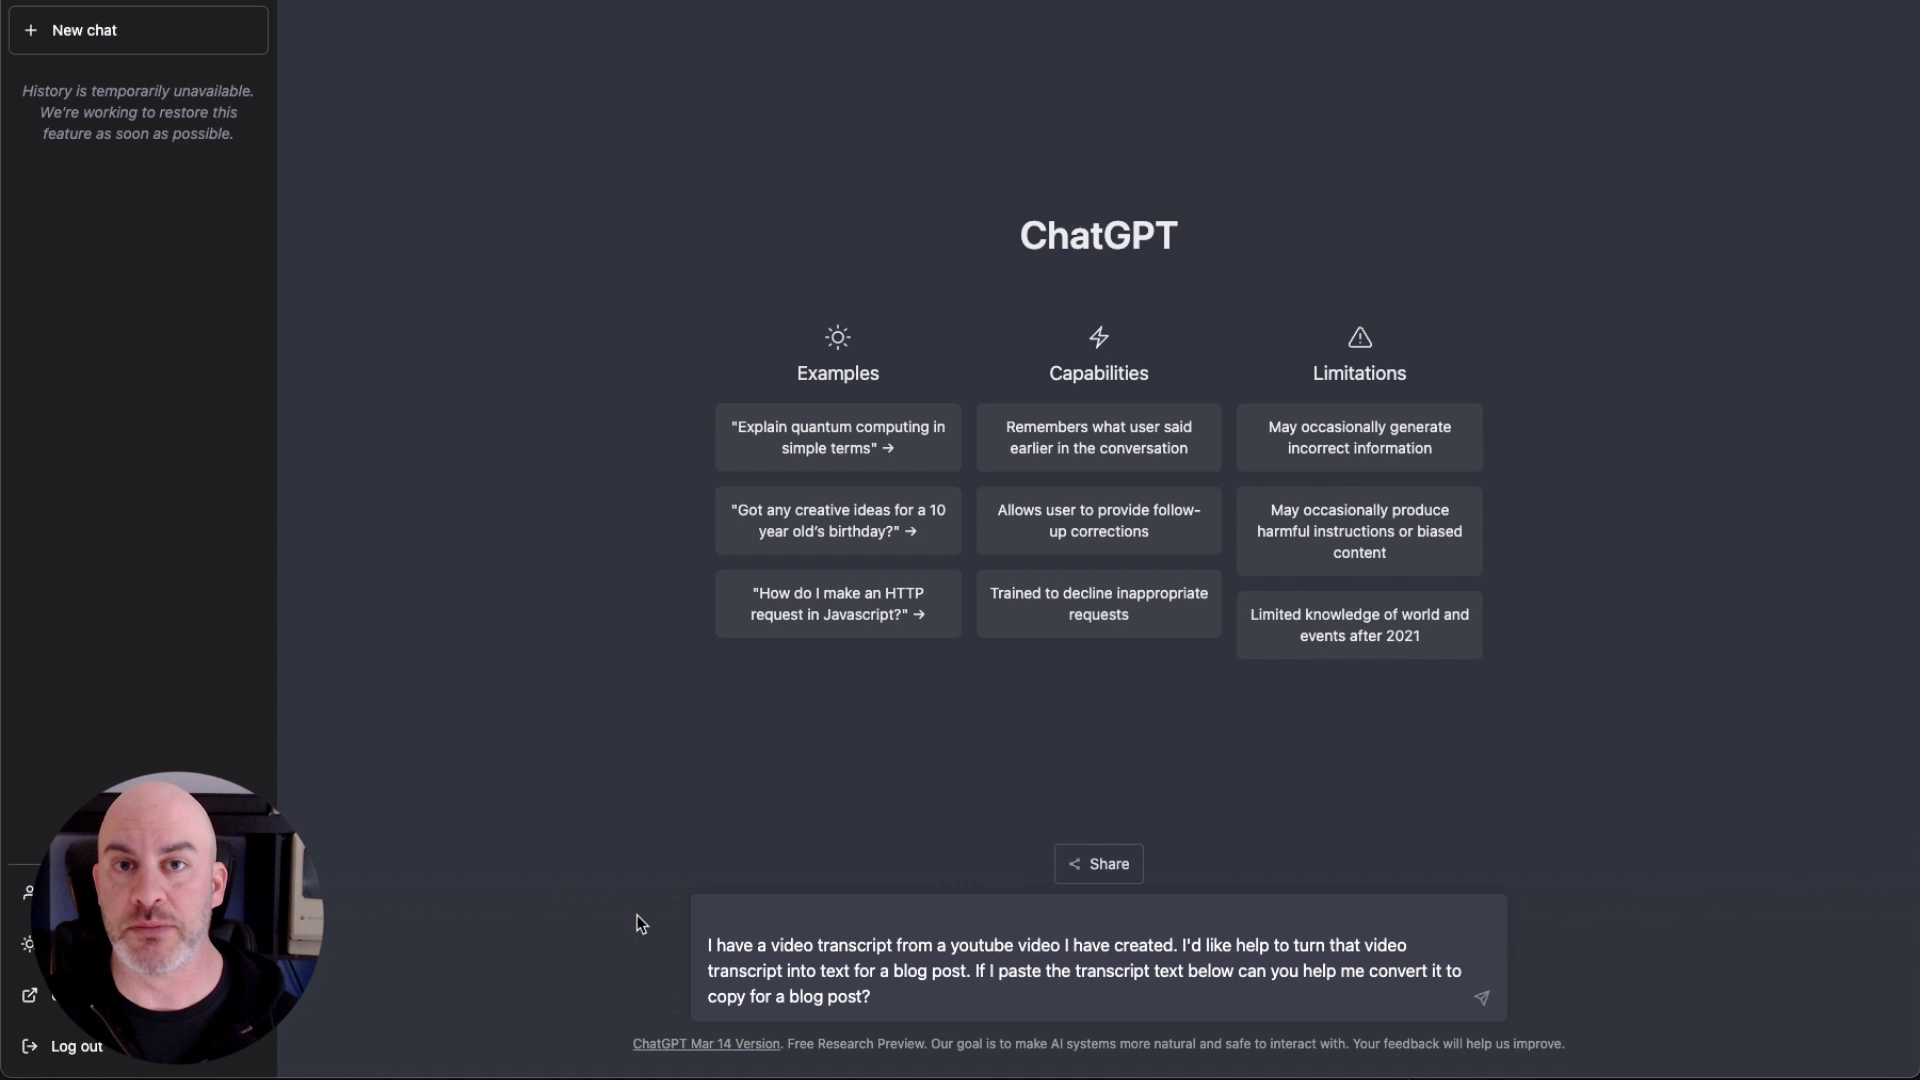 New chat
History is temporarily unavailable.
We're working to restore this
feature as soon as possible.
ChatGPT
Examples
"Explain quantum computing in
simple terms" →
"Got any creative ideas for a 10
year old's birthday?" →
"How do I make an HTTP
request in Javascript?" →
Capabilities
Remembers what user said
earlier in the conversation
Allows user to provide follow-
up corrections
Trained to decline inappropriate
requests
Limitations
May occasionally generate
incorrect information
May occasionally produce
harmful instructions or biased
content
Limited knowledge of world and
events after 2021
Share
I have a video transcript from a youtube video I have created. I'd like help to turn that video
transcript into text for a blog post. If I paste the transcript text below can you help me convert it to
copy for a blog post?
Log out
ChatGPT Mar 14 Version. Free Research Preview. Our goal is to make AI systems more natural and safe to interact with. Your feedback will help us improve.